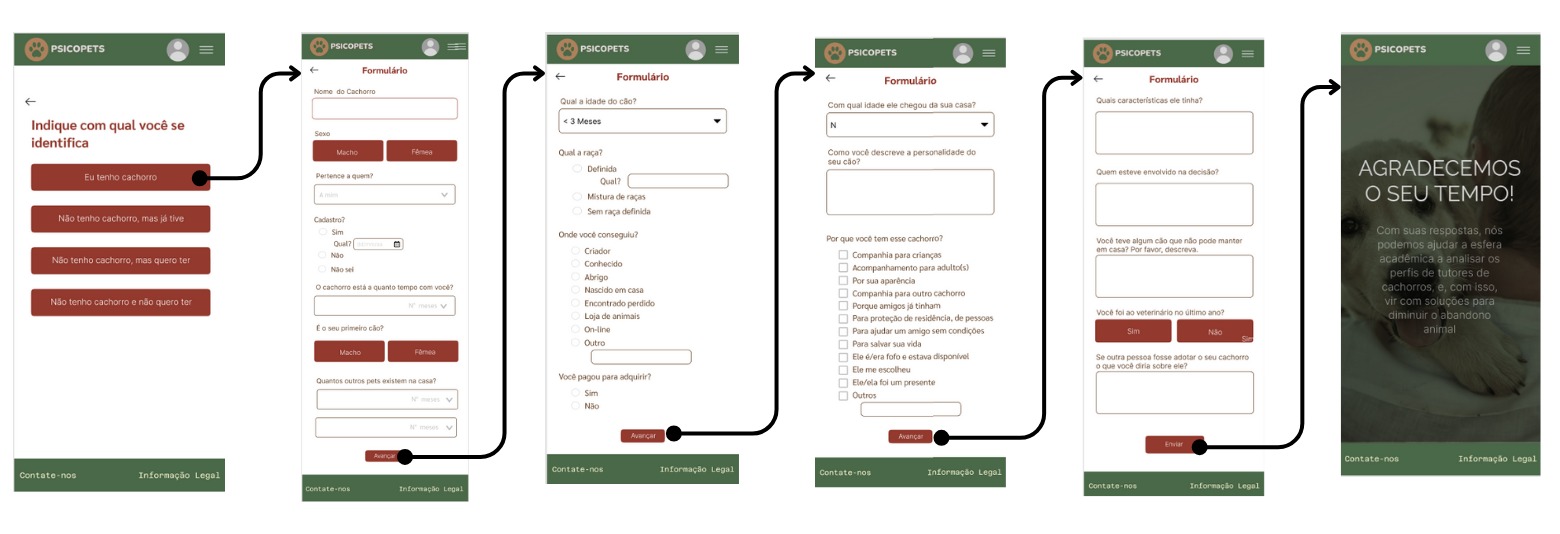 PSICOPETS
Indique com qual você se
identifica
Eu tenho cachorro
Não tenho cachorro, mas já tive
Não tenho cachorro, mas quero ter
Não tenho cachorro e não quero ter
Contate-nos
Informação Legal
PSICOPETS
Formulário
Nome do Cachorro
Sexo
Macho
Fêmea
Pertence a quem?
A mim
Cadastro?
Sim
Qual?
Não
Não sei
O cachorro está a quanto tempo com você?
N° meses
É o seu primeiro cão?
Macho
Fêmea
Quantos outros pets existem na casa?
N° meses
N° meses
Avançar
Contate-nos
Informação Legal
PSICOPETS
Formulário
Qual a idade do cão?
< 3 Meses
Qual a raça?
Definida
Qual?
Mistura de raças
Sem raça definida
Onde você conseguiu?
Criador
Conhecido
Abrigo
Nascido em casa
Encontrado perdido
Loja de animais
On-line
Outro
Você pagou para adquirir?
Sim
Não
Avançar
Contate-nos
Informação Legal
PSICOPETS
Formulário
Com qual idade ele chegou da sua casa?
N
Como você descreve a personalidade do
seu cão?
Por que você tem esse cachorro?
Companhia para crianças
Acompanhamento para adulto(s)
Por sua aparência
Companhia para outro cachorro
Porque amigos já tinham
Para proteção de residência, de pessoas
Para ajudar um amigo sem condições
Para salvar sua vida
Ele é/era fofo e estava disponível
Ele me escolheu
Ele/ela foi um presente
Outros
Avançar
Contate-nos
Informação Legal
PSICOPETS
Formulário
Quais características ele tinha?
Quem esteve envolvido na decisão?
Você teve algum cão que não pode manter
em casa? Por favor, descreva.
Você foi ao veterinário no último ano?
Sim
Não
Sim
Se outra pessoa fosse adotar o seu cachorro
o que você diria sobre ele?
Enviar
Contate-nos
Informação Legal
PSICOPETS
AGRADECEMOS
O SEU TEMPO!
Com suas respostas, nós
podemos ajudar a esfera
acadêmica a analisar os
perfis de tutores de
cachorros, e, com isso,
vir com soluções para
diminuir o abandono
animal
Contate-nos
Informação Legal